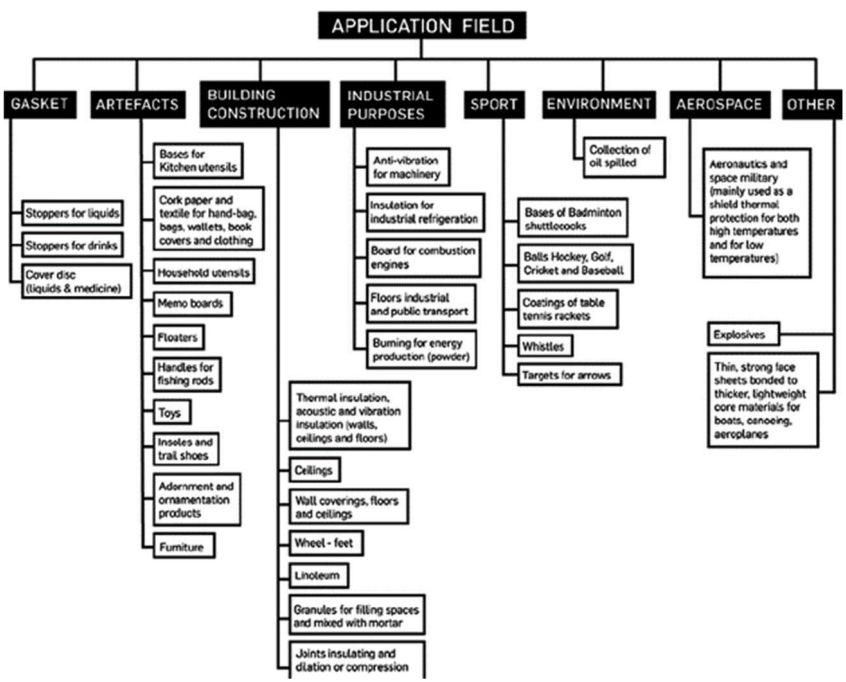 APPLICATION FIELD
GASKET
ARTEFACTS
BUILDING
CONSTRUCTION
INDUSTRIAL
PURPOSES
SPORT
ENVIRONMENT
AEROSPACE
OTHER
Stoppers for liquids
Stoppers for drinks
Cover disc
(liquids & medicine)
Bases for
Kitchen utensils
Cork paper and
textile for hand-bag,
bags, wallets, book
covers and clothing
Household utensils
Memo boards
Floaters
Handles for
fishing rods
Toys
Insoles and
trail shoes
Adornment and
ornamentation
products
Furniture
Thermal insulation,
acoustic and vibration
insulation (walls,
ceilings and floors)
Ceilings
Wall coverings, floors
and ceilings
Wheel - feet
Linoleum
Granules for filling spaces
and mixed with mortar
Joints insulating and
dilation or compression
Anti-vibration
for machinery
Insulation for
industrial refrigeration
Board for combustion
engines
Floors industrial
and public transport
Burning for energy
production (powder)
Bases of Badminton
shuttlecocks
Balls Hockey, Golf,
Cricket and Baseball
Coatings of table
tennis rackets
Whistles
Targets for arrows
Collection of
oil spilled
Aeronautics and
space military
(mainly used as a
shield thermal
protection for both
high temperatures
and for low
temperatures)
Explosives
Thin, strong face
sheets bonded to
thicker, lightweight
core materials for
boats, canoeing,
aeroplanes